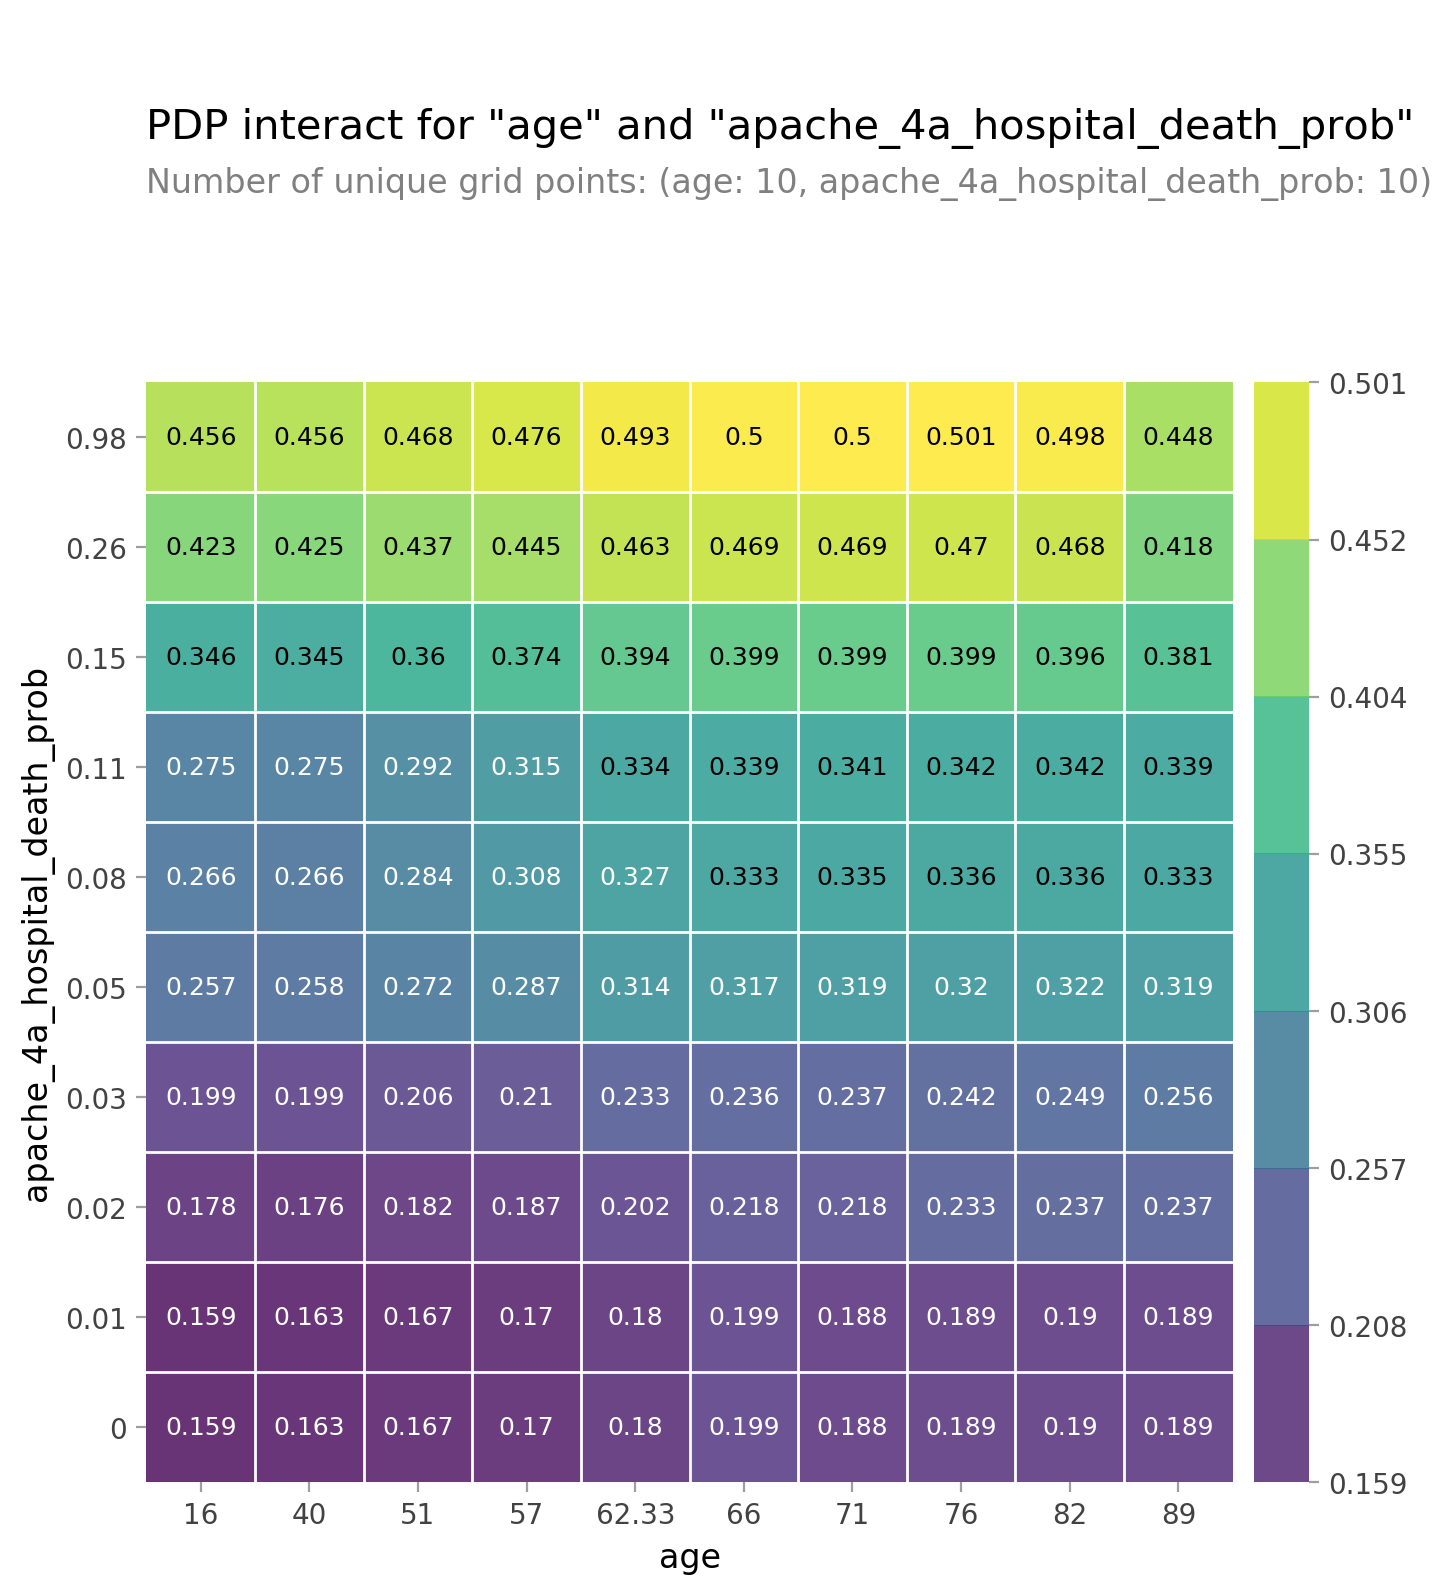 PDP interact for "age" and "apache_4a_hospital_death_prob"
Number of unique grid points: (age: 10, apache_4a_hospital_death_prob: 10)
0.98 0.456 0.456 0.468 0.476 0.493 0.5 0.5 0.501 0.498 0.448
0.26 0.423 0.425 0.437 0.445 0.463 0.469 0.469 0.47 0.468 0.418
0.15 0.346 0.345 0.36 0.374 0.394 0.399 0.399 0.399 0.396 0.381
0.11 0.275 0.275 0.292 0.315 0.334 0.339 0.341 0.342 0.342 0.339
0.08 0.266 0.266 0.284 0.308 0.327 0.333 0.335 0.336 0.336 0.333
0.05 0.257 0.258 0.272 0.287 0.314 0.317 0.319 0.32 0.322 0.319
0.03 0.199 0.199 0.206 0.21 0.233 0.236 0.237 0.242 0.249 0.256
0.02 0.178 0.176 0.182 0.187 0.202 0.218 0.218 0.233 0.237 0.237
0.01 0.159 0.163 0.167 0.17 0.18 0.199 0.188 0.189 0.19 0.189
0 0.159 0.163 0.167 0.17 0.18 0.199 0.188 0.189 0.19 0.189
16 40 51 57 62.33 66 71 76 82 89
age
apache_4a_hospital_death_prob
0.501
0.452
0.404
0.355
0.306
0.257
0.208
0.159